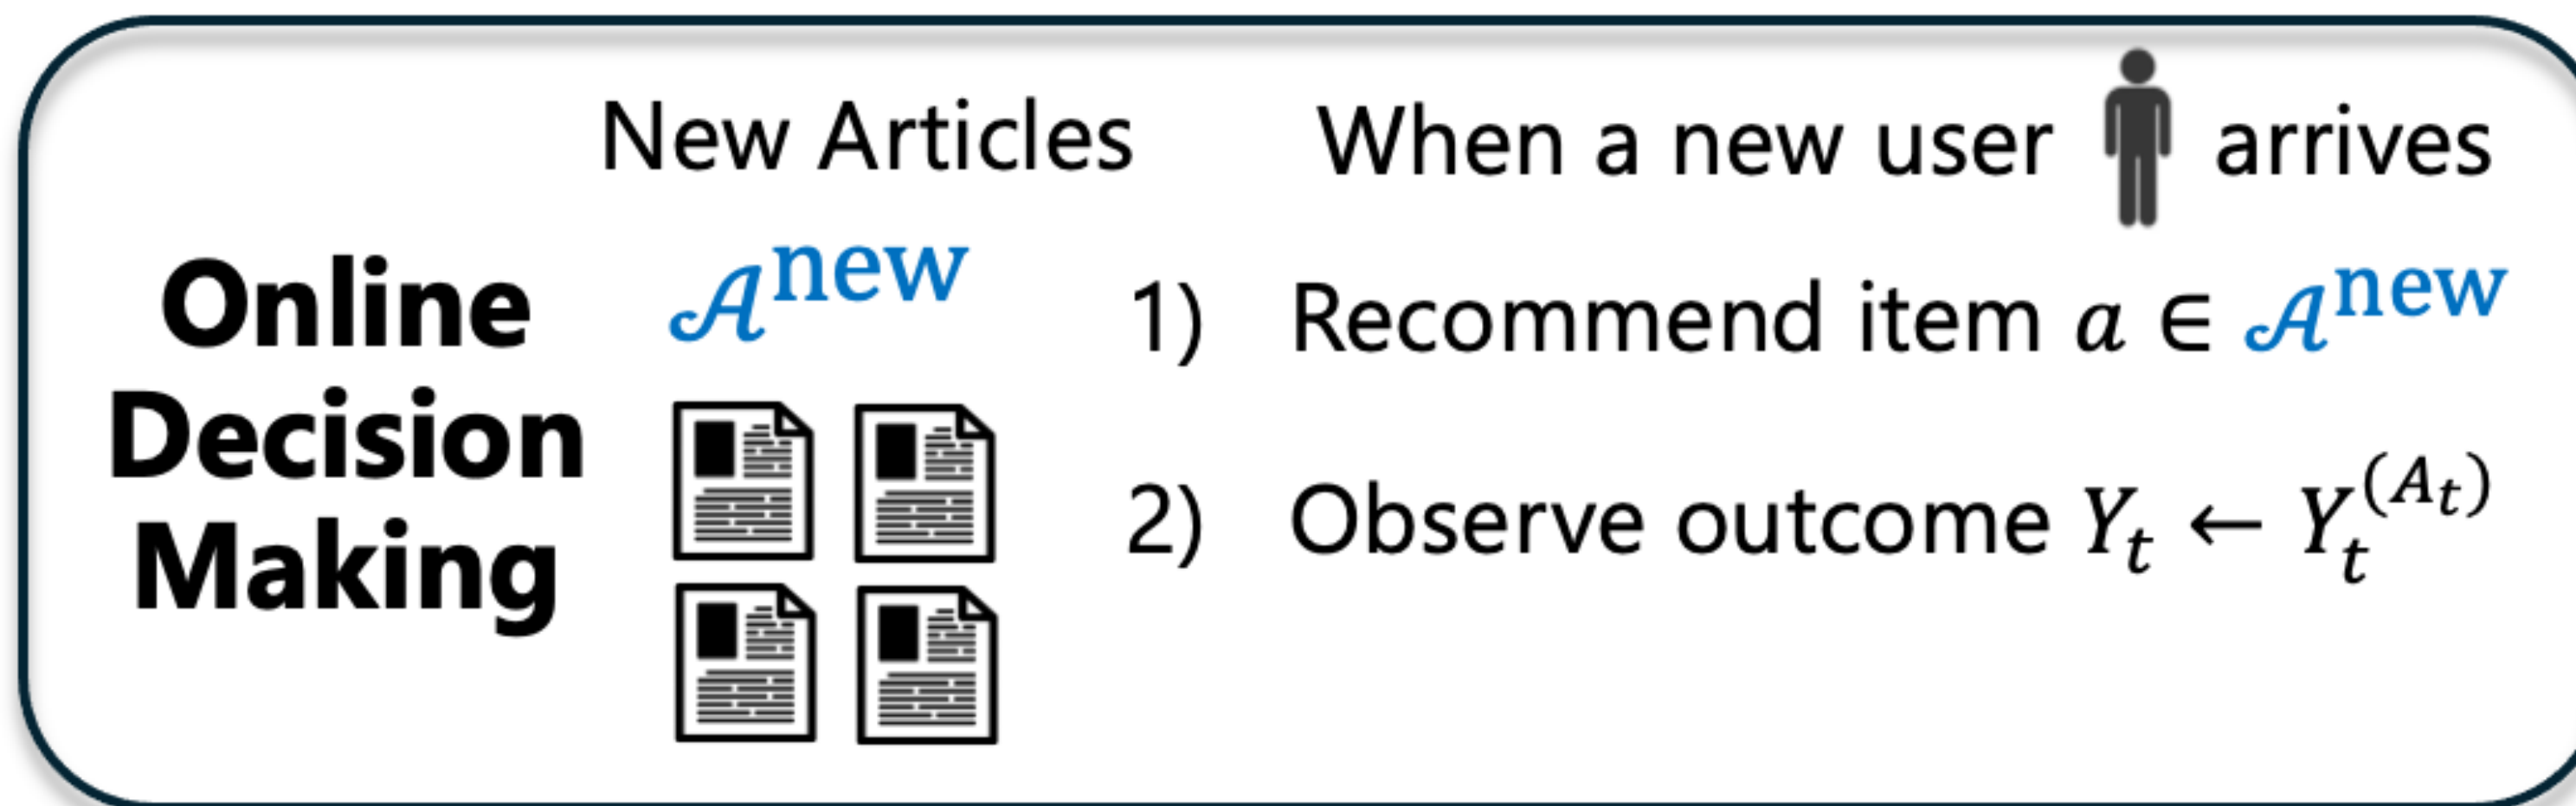 Online
Decision
Making
New Articles
𝒜^new
When a new user arrives
1) Recommend item a ∈ 𝒜^new
2) Observe outcome Y_t ← Y_t^(A_t)